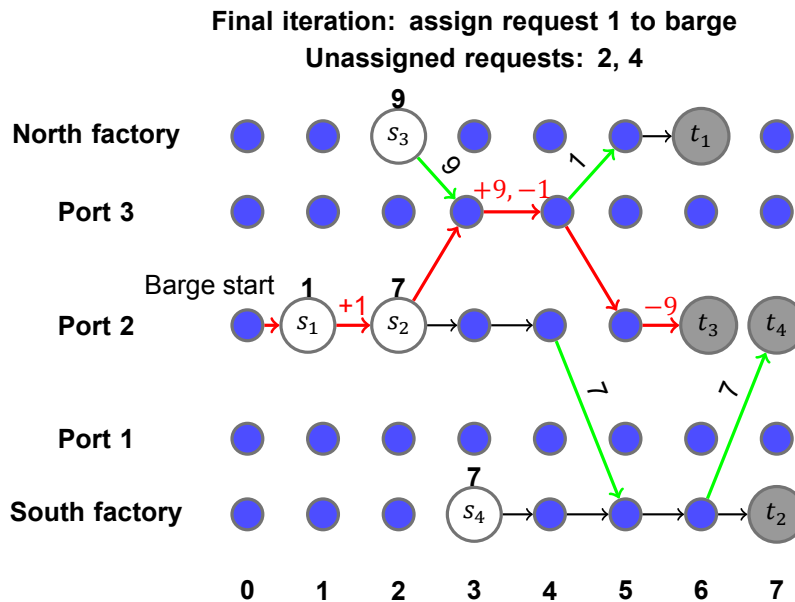 Final iteration: assign request 1 to barge
Unassigned requests: 2, 4
9
North factory
s₃
t₁
9
1
Port 3
+9, −1
Barge start
1
7
Port 2
s₁
+1
s₂
−9
t₃
t₄
7
7
Port 1
7
South factory
s₄
t₂
0 1 2 3 4 5 6 7